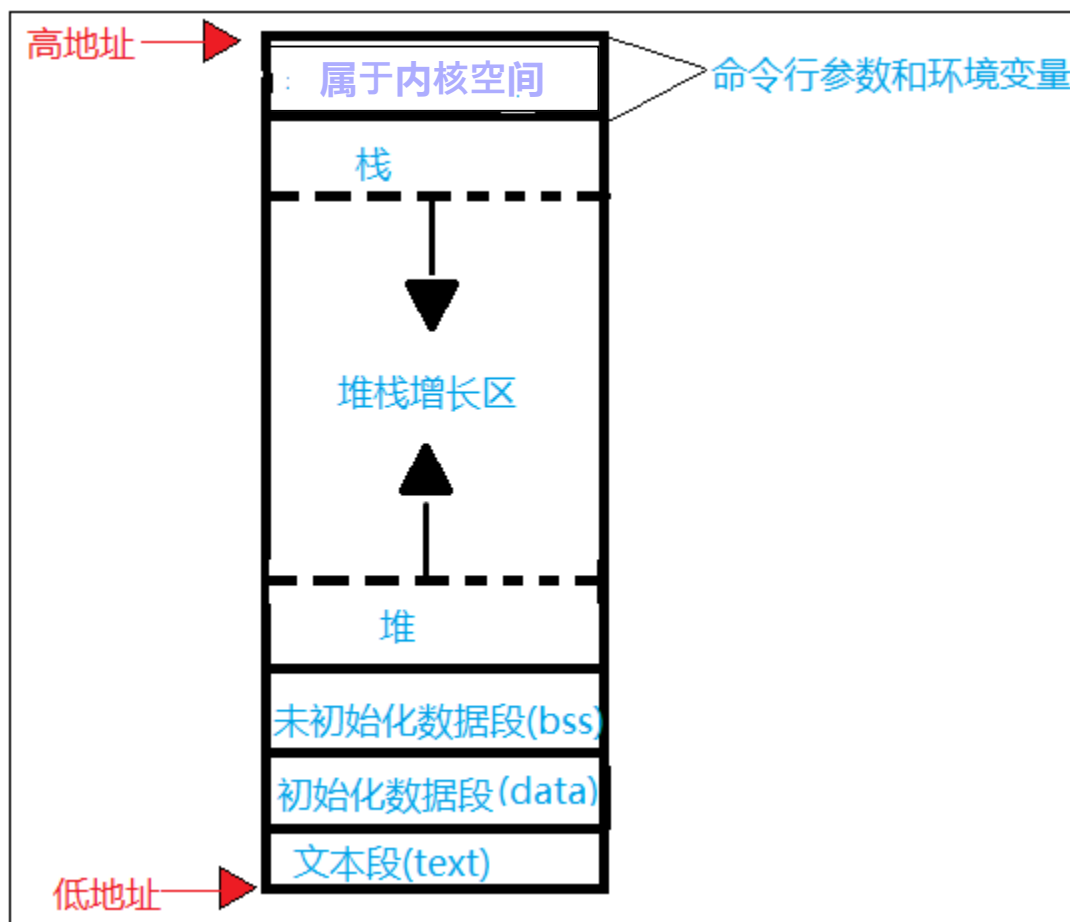 高地址
属于内核空间
命令行参数和环境变量
栈
堆栈增长区
堆
未初始化数据段(bss)
初始化数据段(data)
文本段(text)
低地址